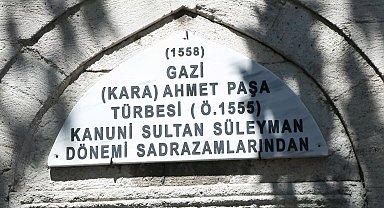 (1558)
GAZİ
(KARA) AHMET PAŞA
TÜRBESİ (Ö.1555)
KANUNİ SULTAN SÜLEYMAN
DÖNEMİ SADRAZAMLARINDAN